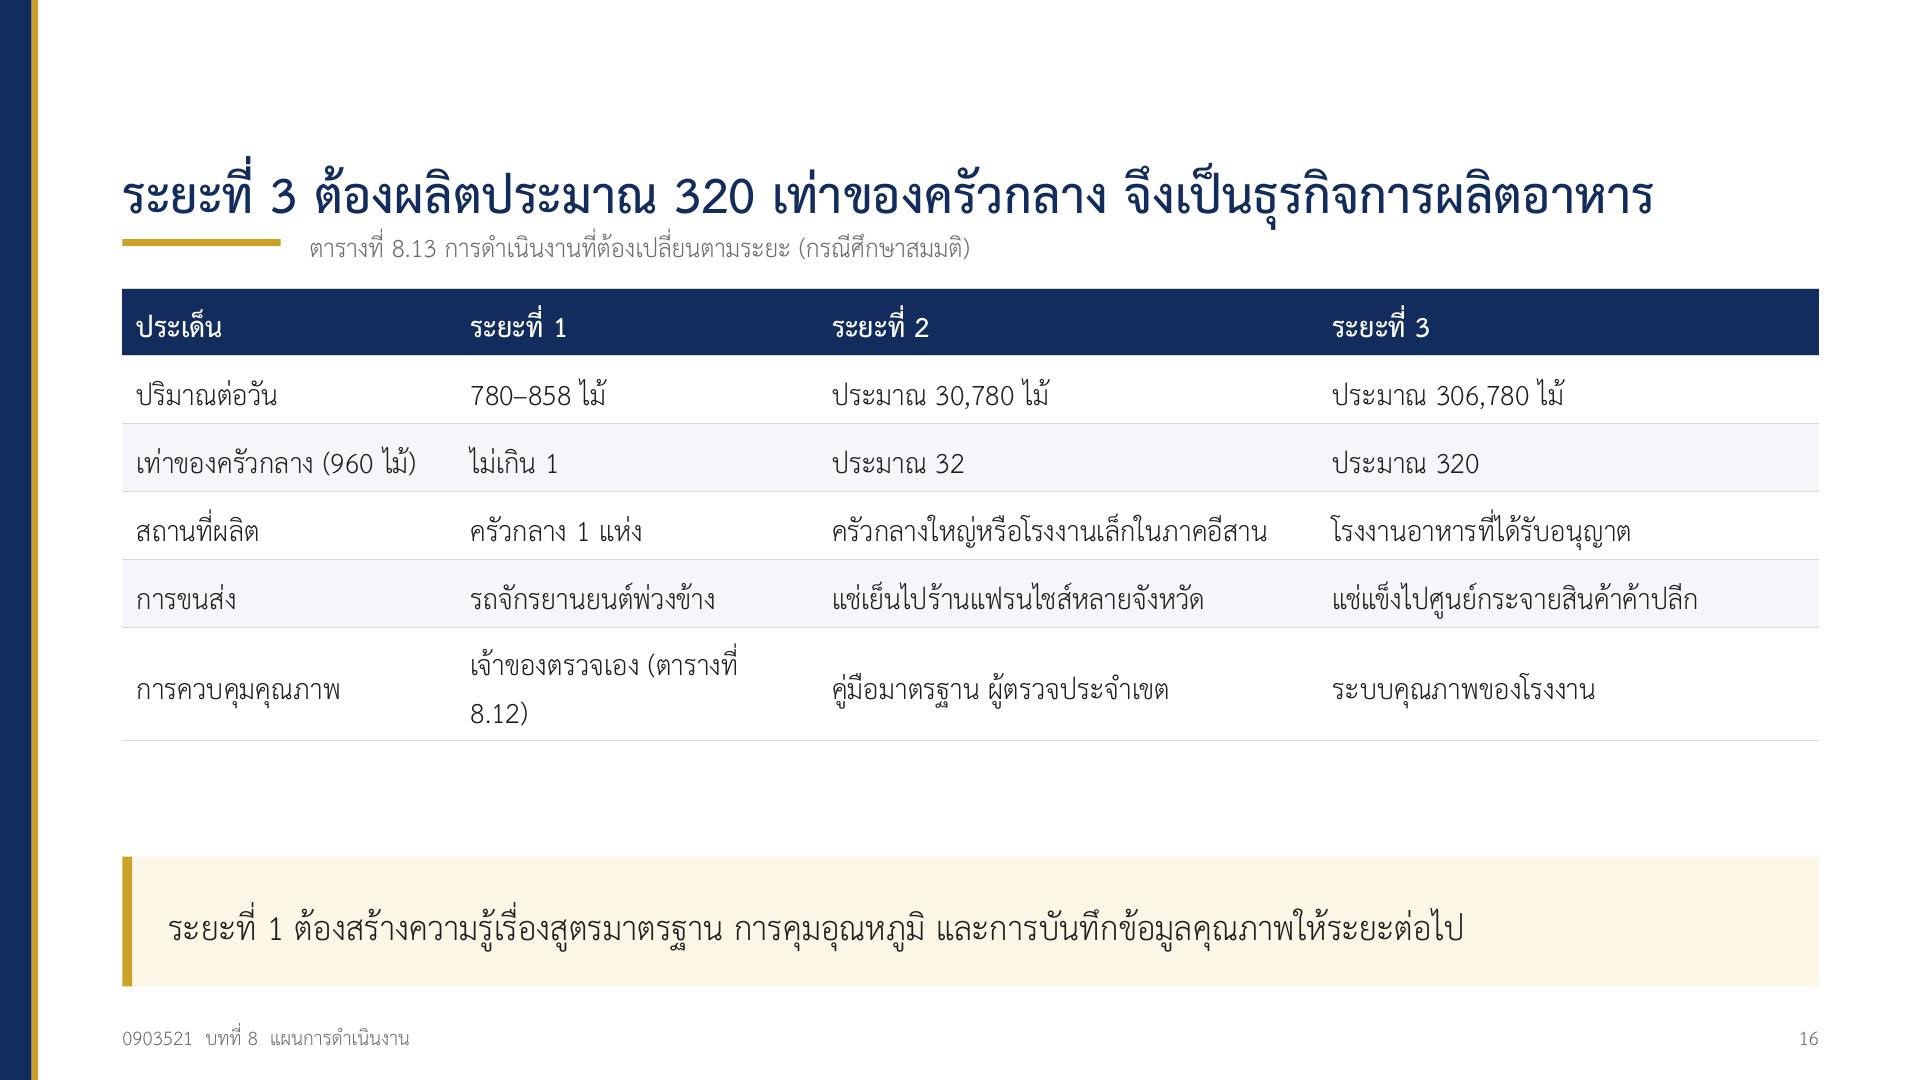 ระยะที่ 3 ต้องผลิตประมาณ 320 เท่าของครัวกลาง จึงเป็นธุรกิจการผลิตอาหาร
ตารางที่ 8.13 การดำเนินงานที่ต้องเปลี่ยนตามระยะ (กรณีศึกษาสมมติ)
ประเด็น ระยะที่ 1 ระยะที่ 2 ระยะที่ 3
ปริมาณต่อวัน 780–858 ไม้ ประมาณ 30,780 ไม้ ประมาณ 306,780 ไม้
เท่าของครัวกลาง (960 ไม้) ไม่เกิน 1 ประมาณ 32 ประมาณ 320
สถานที่ผลิต ครัวกลาง 1 แห่ง ครัวกลางใหญ่หรือโรงงานเล็กในภาคอีสาน โรงงานอาหารที่ได้รับอนุญาต
การขนส่ง รถจักรยานยนต์พ่วงข้าง แช่เย็นไปร้านแฟรนไชส์หลายจังหวัด แช่แข็งไปศูนย์กระจายสินค้าค้าปลีก
การควบคุมคุณภาพ เจ้าของตรวจเอง (ตารางที่
8.12) คู่มือมาตรฐาน ผู้ตรวจประจำเขต ระบบคุณภาพของโรงงาน
ระยะที่ 1 ต้องสร้างความรู้เรื่องสูตรมาตรฐาน การคุมอุณหภูมิ และการบันทึกข้อมูลคุณภาพให้ระยะต่อไป
0903521 บทที่ 8 แผนการดำเนินงาน 16